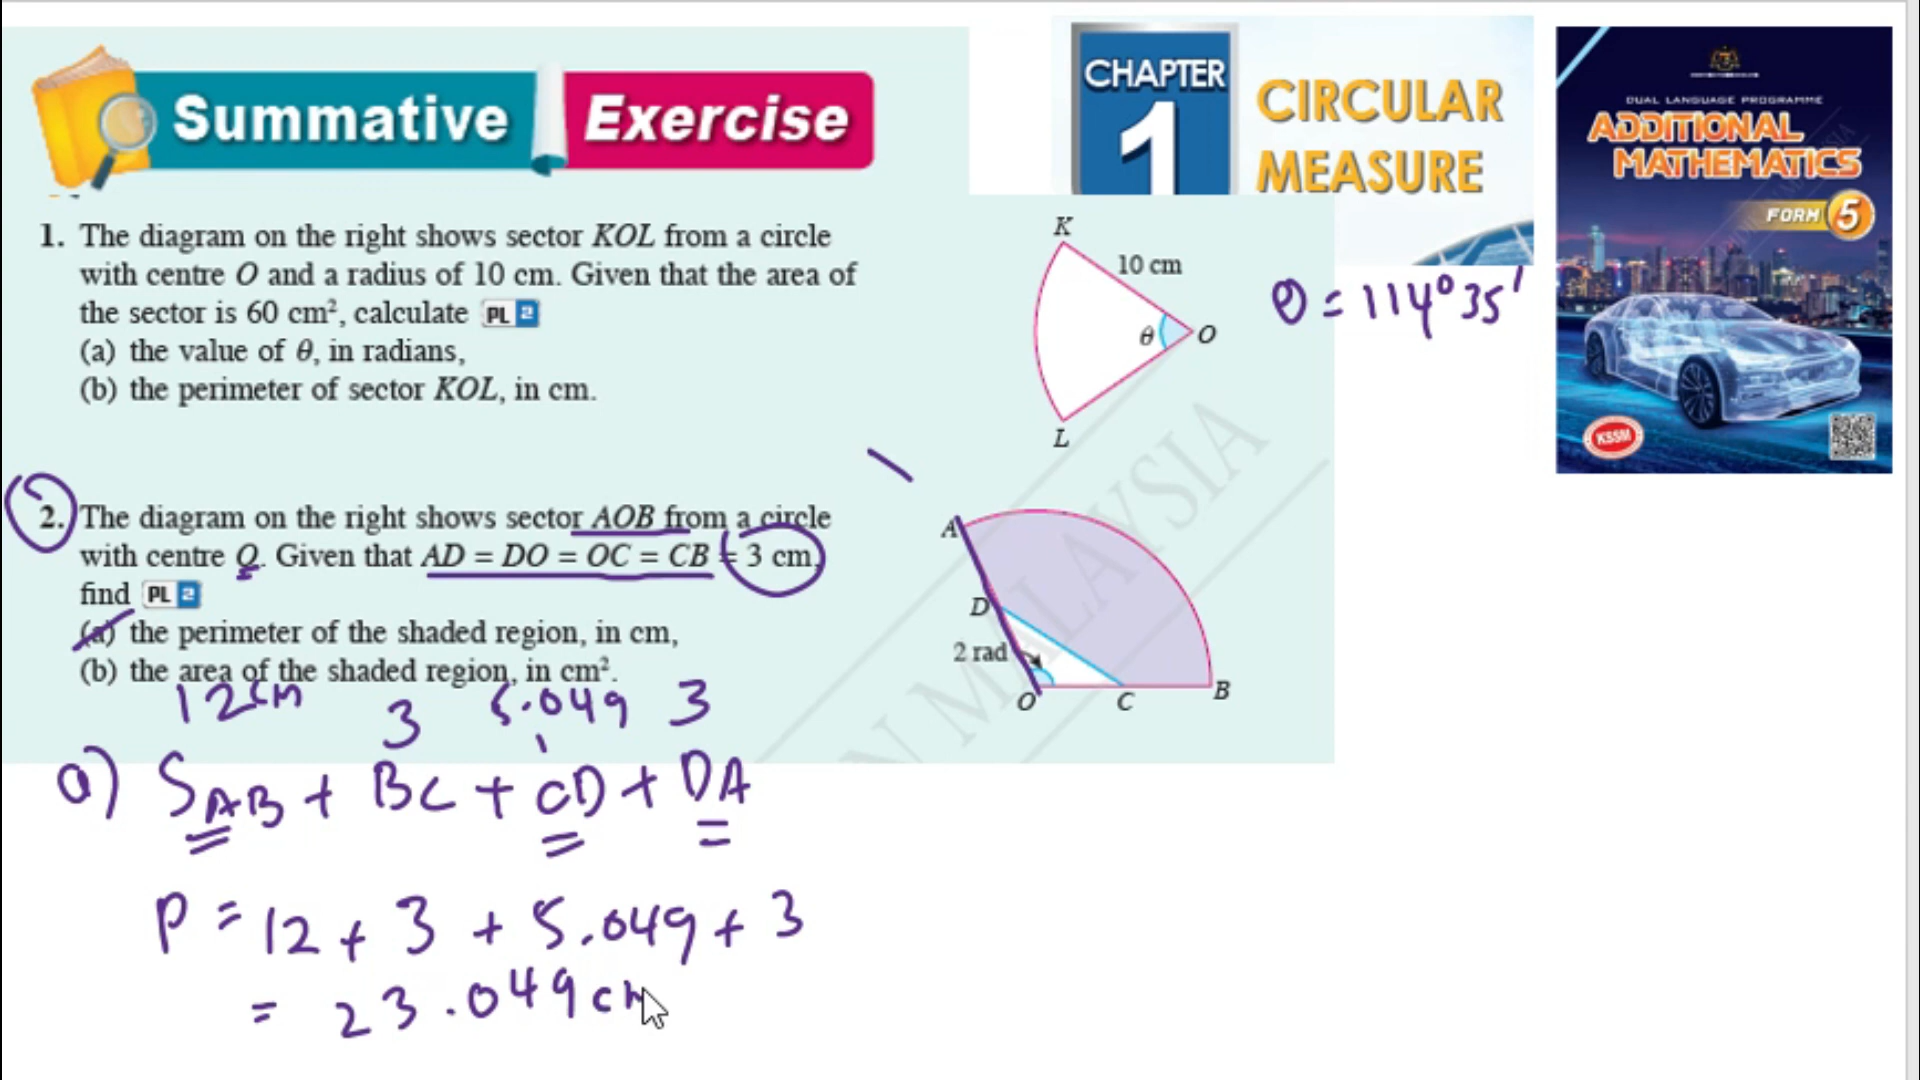 Summative Exercise
CHAPTER
1
CIRCULAR
MEASURE
DUAL LANGUAGE PROGRAMME
ADDITIONAL
MATHEMATICS
FORM 5
KSSM
1. The diagram on the right shows sector KOL from a circle
with centre O and a radius of 10 cm. Given that the area of
the sector is 60 cm², calculate PL 2
(a) the value of θ, in radians,
(b) the perimeter of sector KOL, in cm.
K
10 cm
θ
O
L
θ = 114°35'
2. The diagram on the right shows sector AOB from a circle
with centre O. Given that AD = DO = OC = CB = 3 cm,
find PL 2
(a) the perimeter of the shaded region, in cm,
(b) the area of the shaded region, in cm².
A
D
2 rad
O
C
B
12 cm 3 5.049 3
a) SAB + BC + CD + DA
P = 12 + 3 + 5.049 + 3
= 23.049 cm
N MALAYSIA